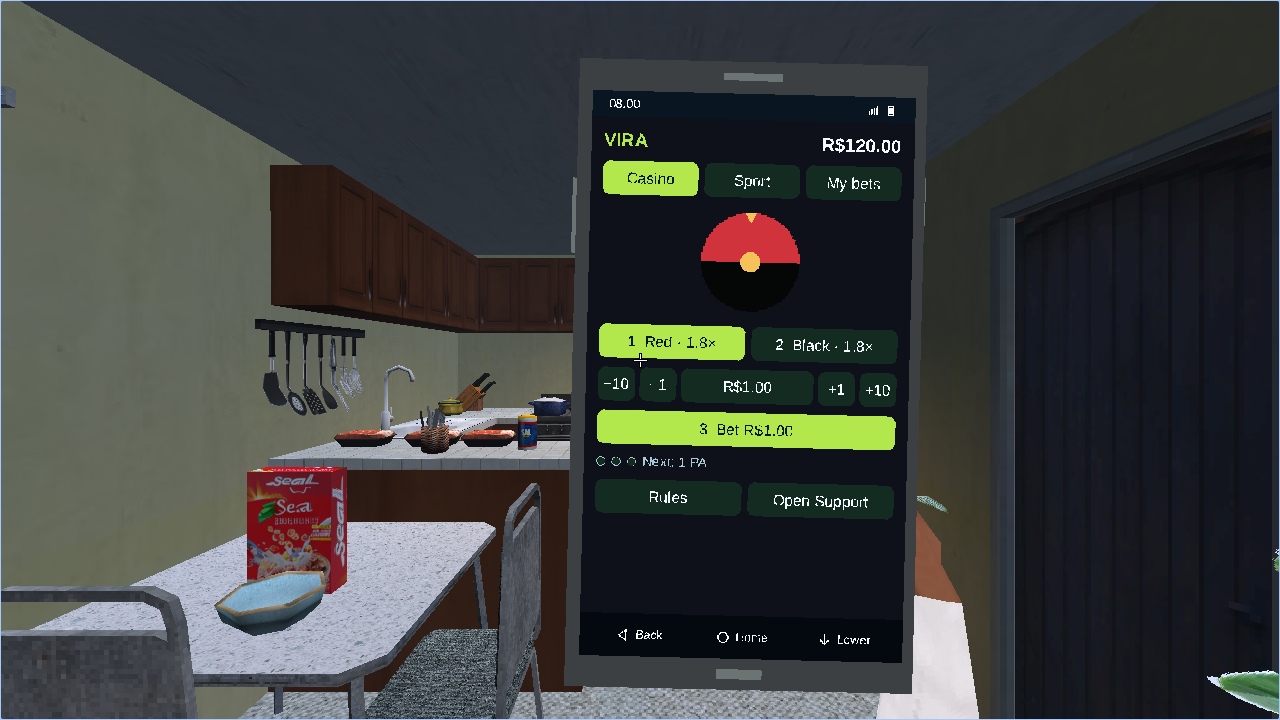 08.00
VIRA
R$120.00
Casino
Sport
My bets
1 Red · 1.8×
2 Black · 1.8×
−10
- 1
R$1.00
+1
+10
3 Bet R$1.00
Next: 1 PA
Rules
Open Support
Back
Home
Lower